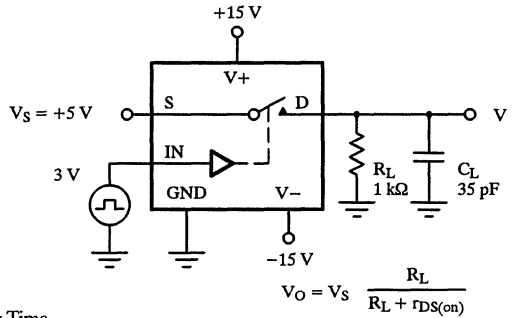 +15 V
V+
VS = +5 V
S
D
V
IN
3 V
RL
1 kΩ
CL
35 pF
GND
V−
−15 V
VO = VS RL
RL + rDS(on)
Time